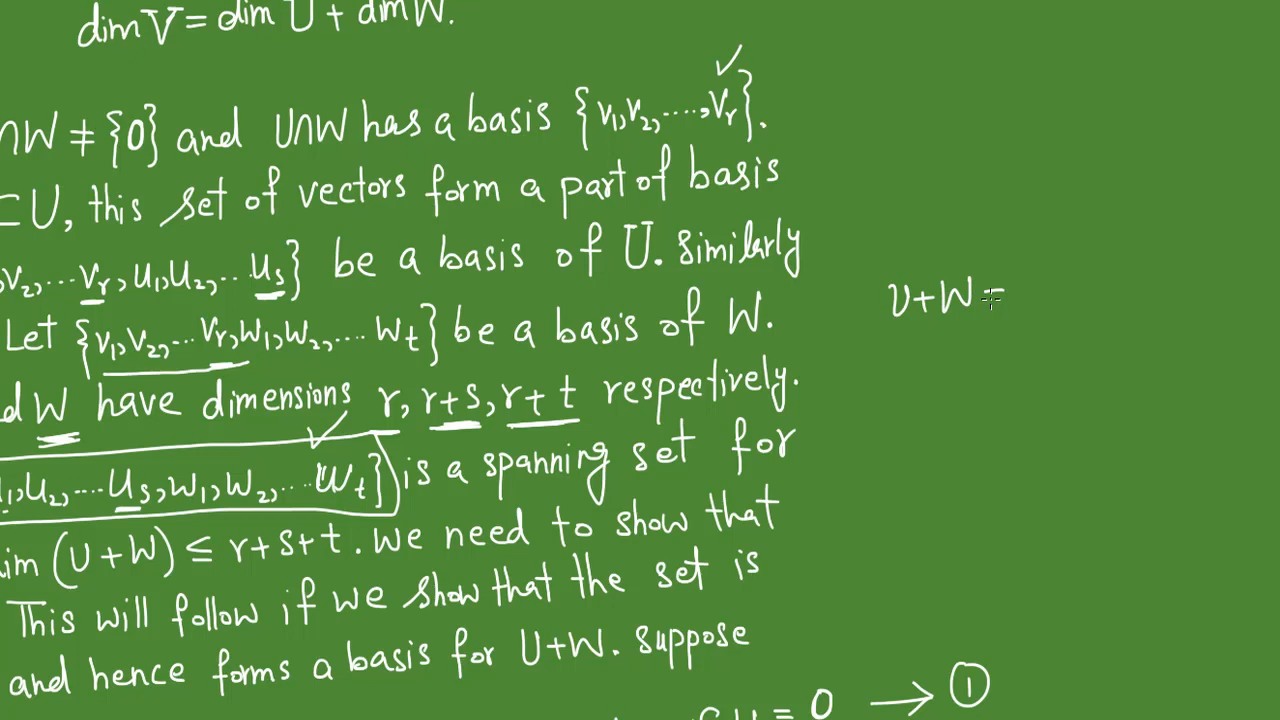 dim V = dim U + dim W.
∩W ≠ {0} and U∩W has a basis {v₁,v₂,....,vᵣ}.
⊂U, this set of vectors form a part of basis
v₂,...vᵣ,u₁,u₂,...uₛ} be a basis of U. Similarly
Let {v₁,v₂,...vᵣ,w₁,w₂,....wₜ} be a basis of W.
d W have dimensions r, r+s, r+t respectively.
₁,u₂,....uₛ,w₁,w₂,...wₜ} is a spanning set for
im (U+W) ≤ r+s+t. We need to show that
This will follow if we show that the set is
and hence forms a basis for U+W. Suppose
= 0 → ①
U+W =